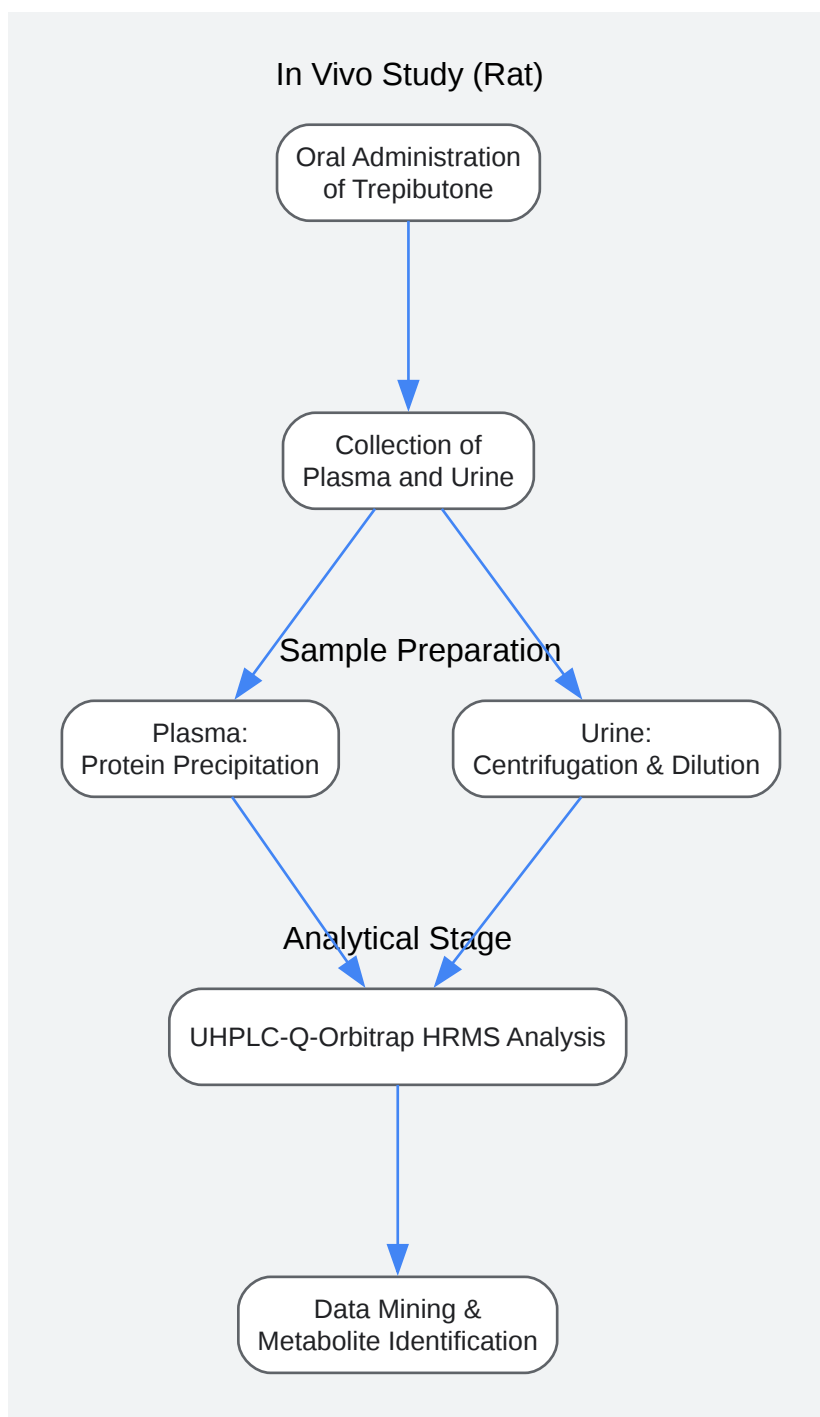 In Vivo Study (Rat)
Oral Administration
of Trepibutone
Collection of
Plasma and Urine
Sample Preparation
Plasma:
Protein Precipitation
Urine:
Centrifugation & Dilution
Analytical Stage
UHPLC-Q-Orbitrap HRMS Analysis
Data Mining &
Metabolite Identification